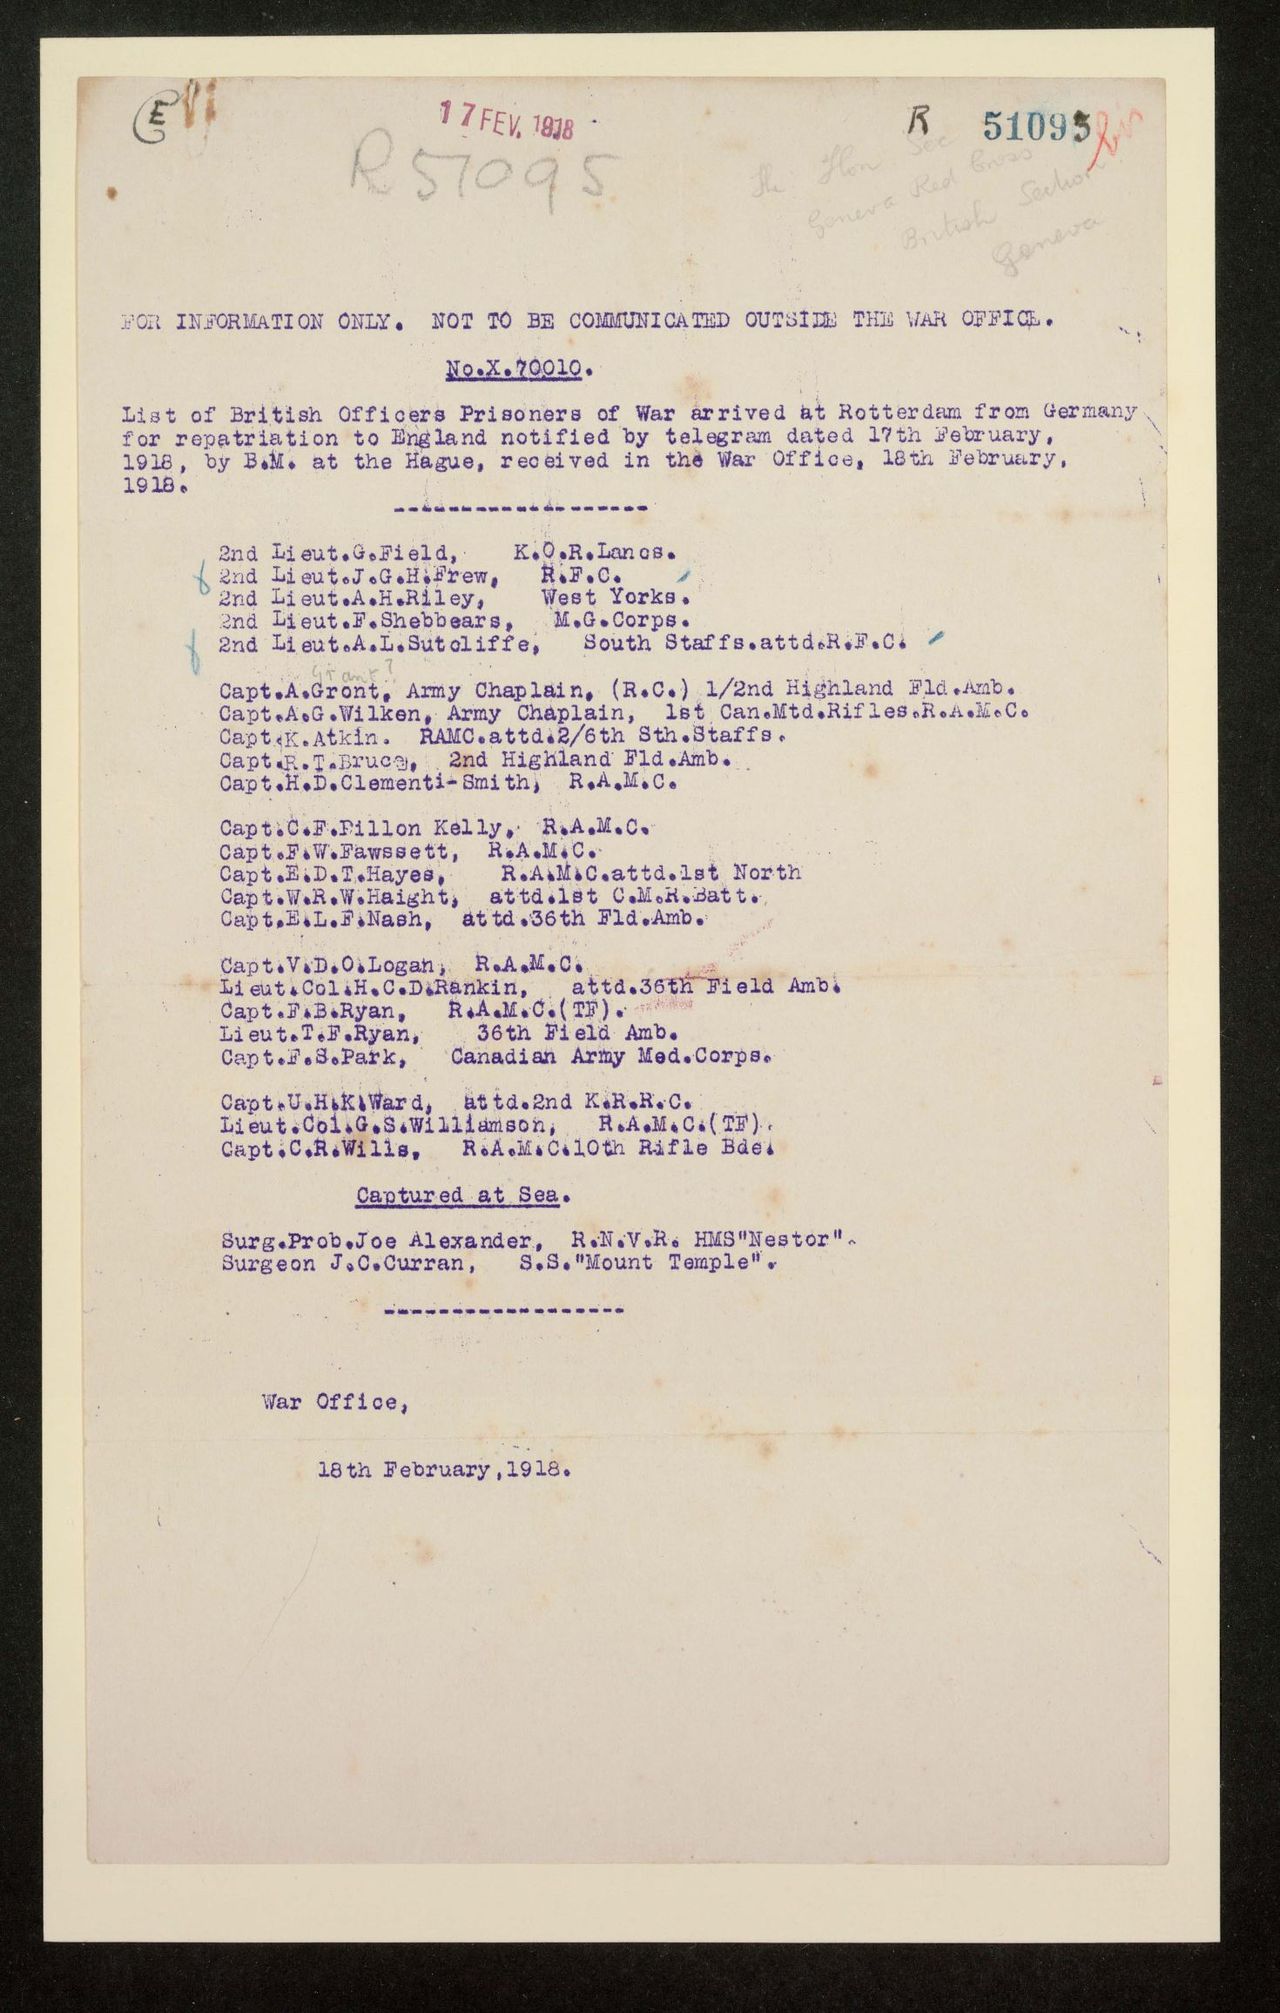 E
17 FEV. 1918
R 51095
R 51095
The Hon Sec
Geneva Red Cross
British Section
Geneva
FOR INFORMATION ONLY. NOT TO BE COMMUNICATED OUTSIDE THE WAR OFFICE.
No.X.70010.
List of British Officers Prisoners of War arrived at Rotterdam from Germany
for repatriation to England notified by telegram dated 17th February,
1918, by B.M. at the Hague, received in the War Office, 18th February,
1918.
-------------------
2nd Lieut.G.Field, K.O.R.Lancs.
2nd Lieut.J.G.H.Frew, R.F.C.
2nd Lieut.A.H.Riley, West Yorks.
2nd Lieut.F.Shebbears, M.G.Corps.
2nd Lieut.A.L.Sutcliffe, South Staffs.attd.R.F.C.
Grant?
Capt.A.Gront, Army Chaplain, (R.C.) 1/2nd Highland Fld.Amb.
Capt.A.G.Wilken, Army Chaplain, 1st Can.Mtd.Rifles.R.A.M.C.
Capt.K.Atkin. RAMC.attd.2/6th Sth.Staffs.
Capt.R.T.Bruce, 2nd Highland Fld.Amb.
Capt.H.D.Clementi-Smith, R.A.M.C.
Capt.C.F.Dillon Kelly, R.A.M.C.
Capt.F.W.Fawssett, R.A.M.C.
Capt.E.D.T.Hayes, R.A.M.C.attd.1st North
Capt.W.R.W.Haight, attd.1st C.M.R.Batt.
Capt.E.L.F.Nash, attd.36th Fld.Amb.
Capt.V.D.O.Logan, R.A.M.C.
Lieut.Col.H.C.D.Rankin, attd.36th Field Amb.
Capt.F.B.Ryan, R.A.M.C.(TF).
Lieut.T.F.Ryan, 36th Field Amb.
Capt.F.S.Park, Canadian Army Med.Corps.
Capt.U.H.K.Ward, attd.2nd K.R.R.C.
Lieut.Col.G.S.Williamson, R.A.M.C.(TF).
Capt.C.R.Wills, R.A.M.C.10th Rifle Bde.
Captured at Sea.
Surg.Prob.Joe Alexander, R.N.V.R. HMS"Nestor".
Surgeon J.C.Curran, S.S."Mount Temple".
------------------
War Office,
18th February,1918.